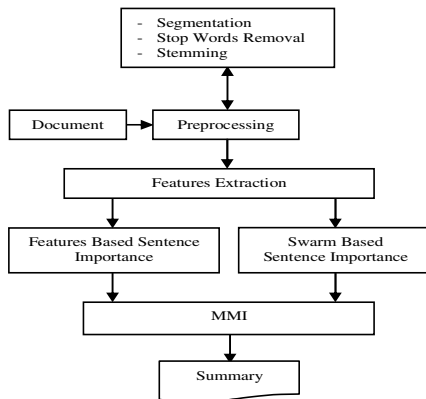 - Segmentation
- Stop Words Removal
- Stemming
Document
Preprocessing
Features Extraction
Features Based Sentence
Importance
Swarm Based
Sentence Importance
MMI
Summary